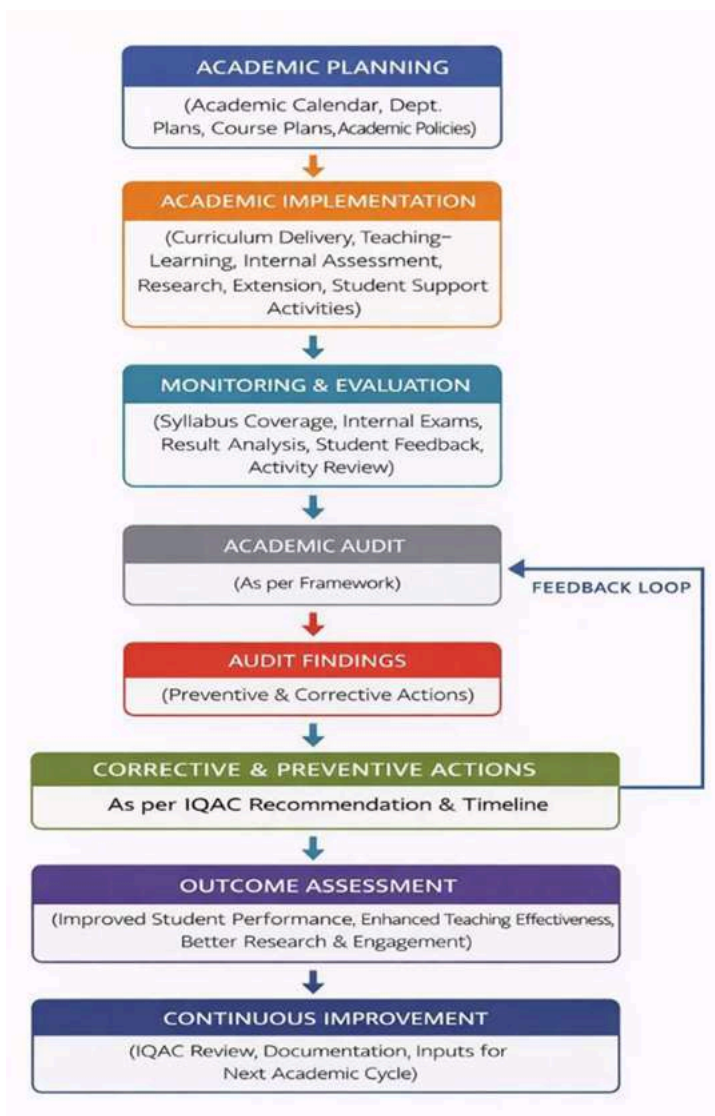 ACADEMIC PLANNING
(Academic Calendar, Dept.
Plans, Course Plans, Academic Policies)
ACADEMIC IMPLEMENTATION
(Curriculum Delivery, Teaching–
Learning, Internal Assessment,
Research, Extension, Student Support
Activities)
MONITORING & EVALUATION
(Syllabus Coverage, Internal Exams,
Result Analysis, Student Feedback,
Activity Review)
ACADEMIC AUDIT
(As per Framework)
FEEDBACK LOOP
AUDIT FINDINGS
(Preventive & Corrective Actions)
CORRECTIVE & PREVENTIVE ACTIONS
As per IQAC Recommendation & Timeline
OUTCOME ASSESSMENT
(Improved Student Performance, Enhanced Teaching Effectiveness,
Better Research & Engagement)
CONTINUOUS IMPROVEMENT
(IQAC Review, Documentation, Inputs for
Next Academic Cycle)